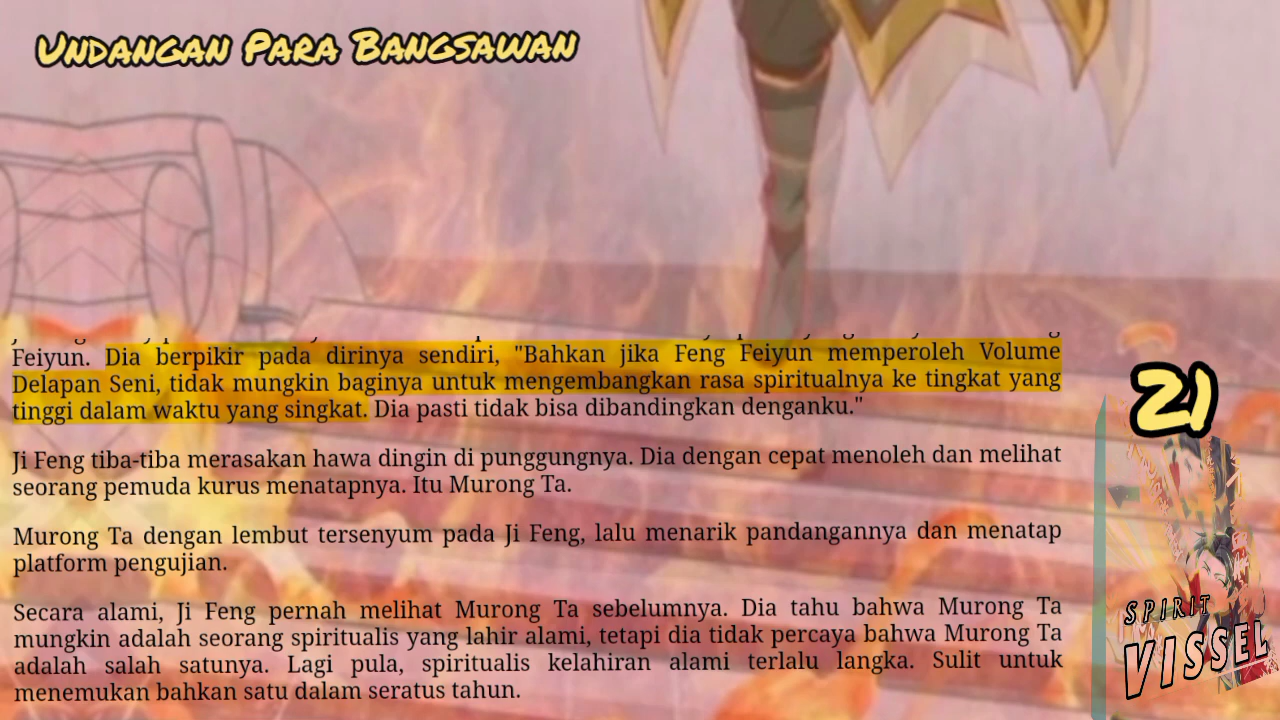 Undangan Para Bangsawan
Feiyun. Dia berpikir pada dirinya sendiri, "Bahkan jika Feng Feiyun memperoleh Volume
Delapan Seni, tidak mungkin baginya untuk mengembangkan rasa spiritualnya ke tingkat yang
tinggi dalam waktu yang singkat. Dia pasti tidak bisa dibandingkan denganku."
Ji Feng tiba-tiba merasakan hawa dingin di punggungnya. Dia dengan cepat menoleh dan melihat
seorang pemuda kurus menatapnya. Itu Murong Ta.
Murong Ta dengan lembut tersenyum pada Ji Feng, lalu menarik pandangannya dan menatap
platform pengujian.
Secara alami, Ji Feng pernah melihat Murong Ta sebelumnya. Dia tahu bahwa Murong Ta
mungkin adalah seorang spiritualis yang lahir alami, tetapi dia tidak percaya bahwa Murong Ta
adalah salah satunya. Lagi pula, spiritualis kelahiran alami terlalu langka. Sulit untuk
menemukan bahkan satu dalam seratus tahun.
21
SPIRIT
VISSEL